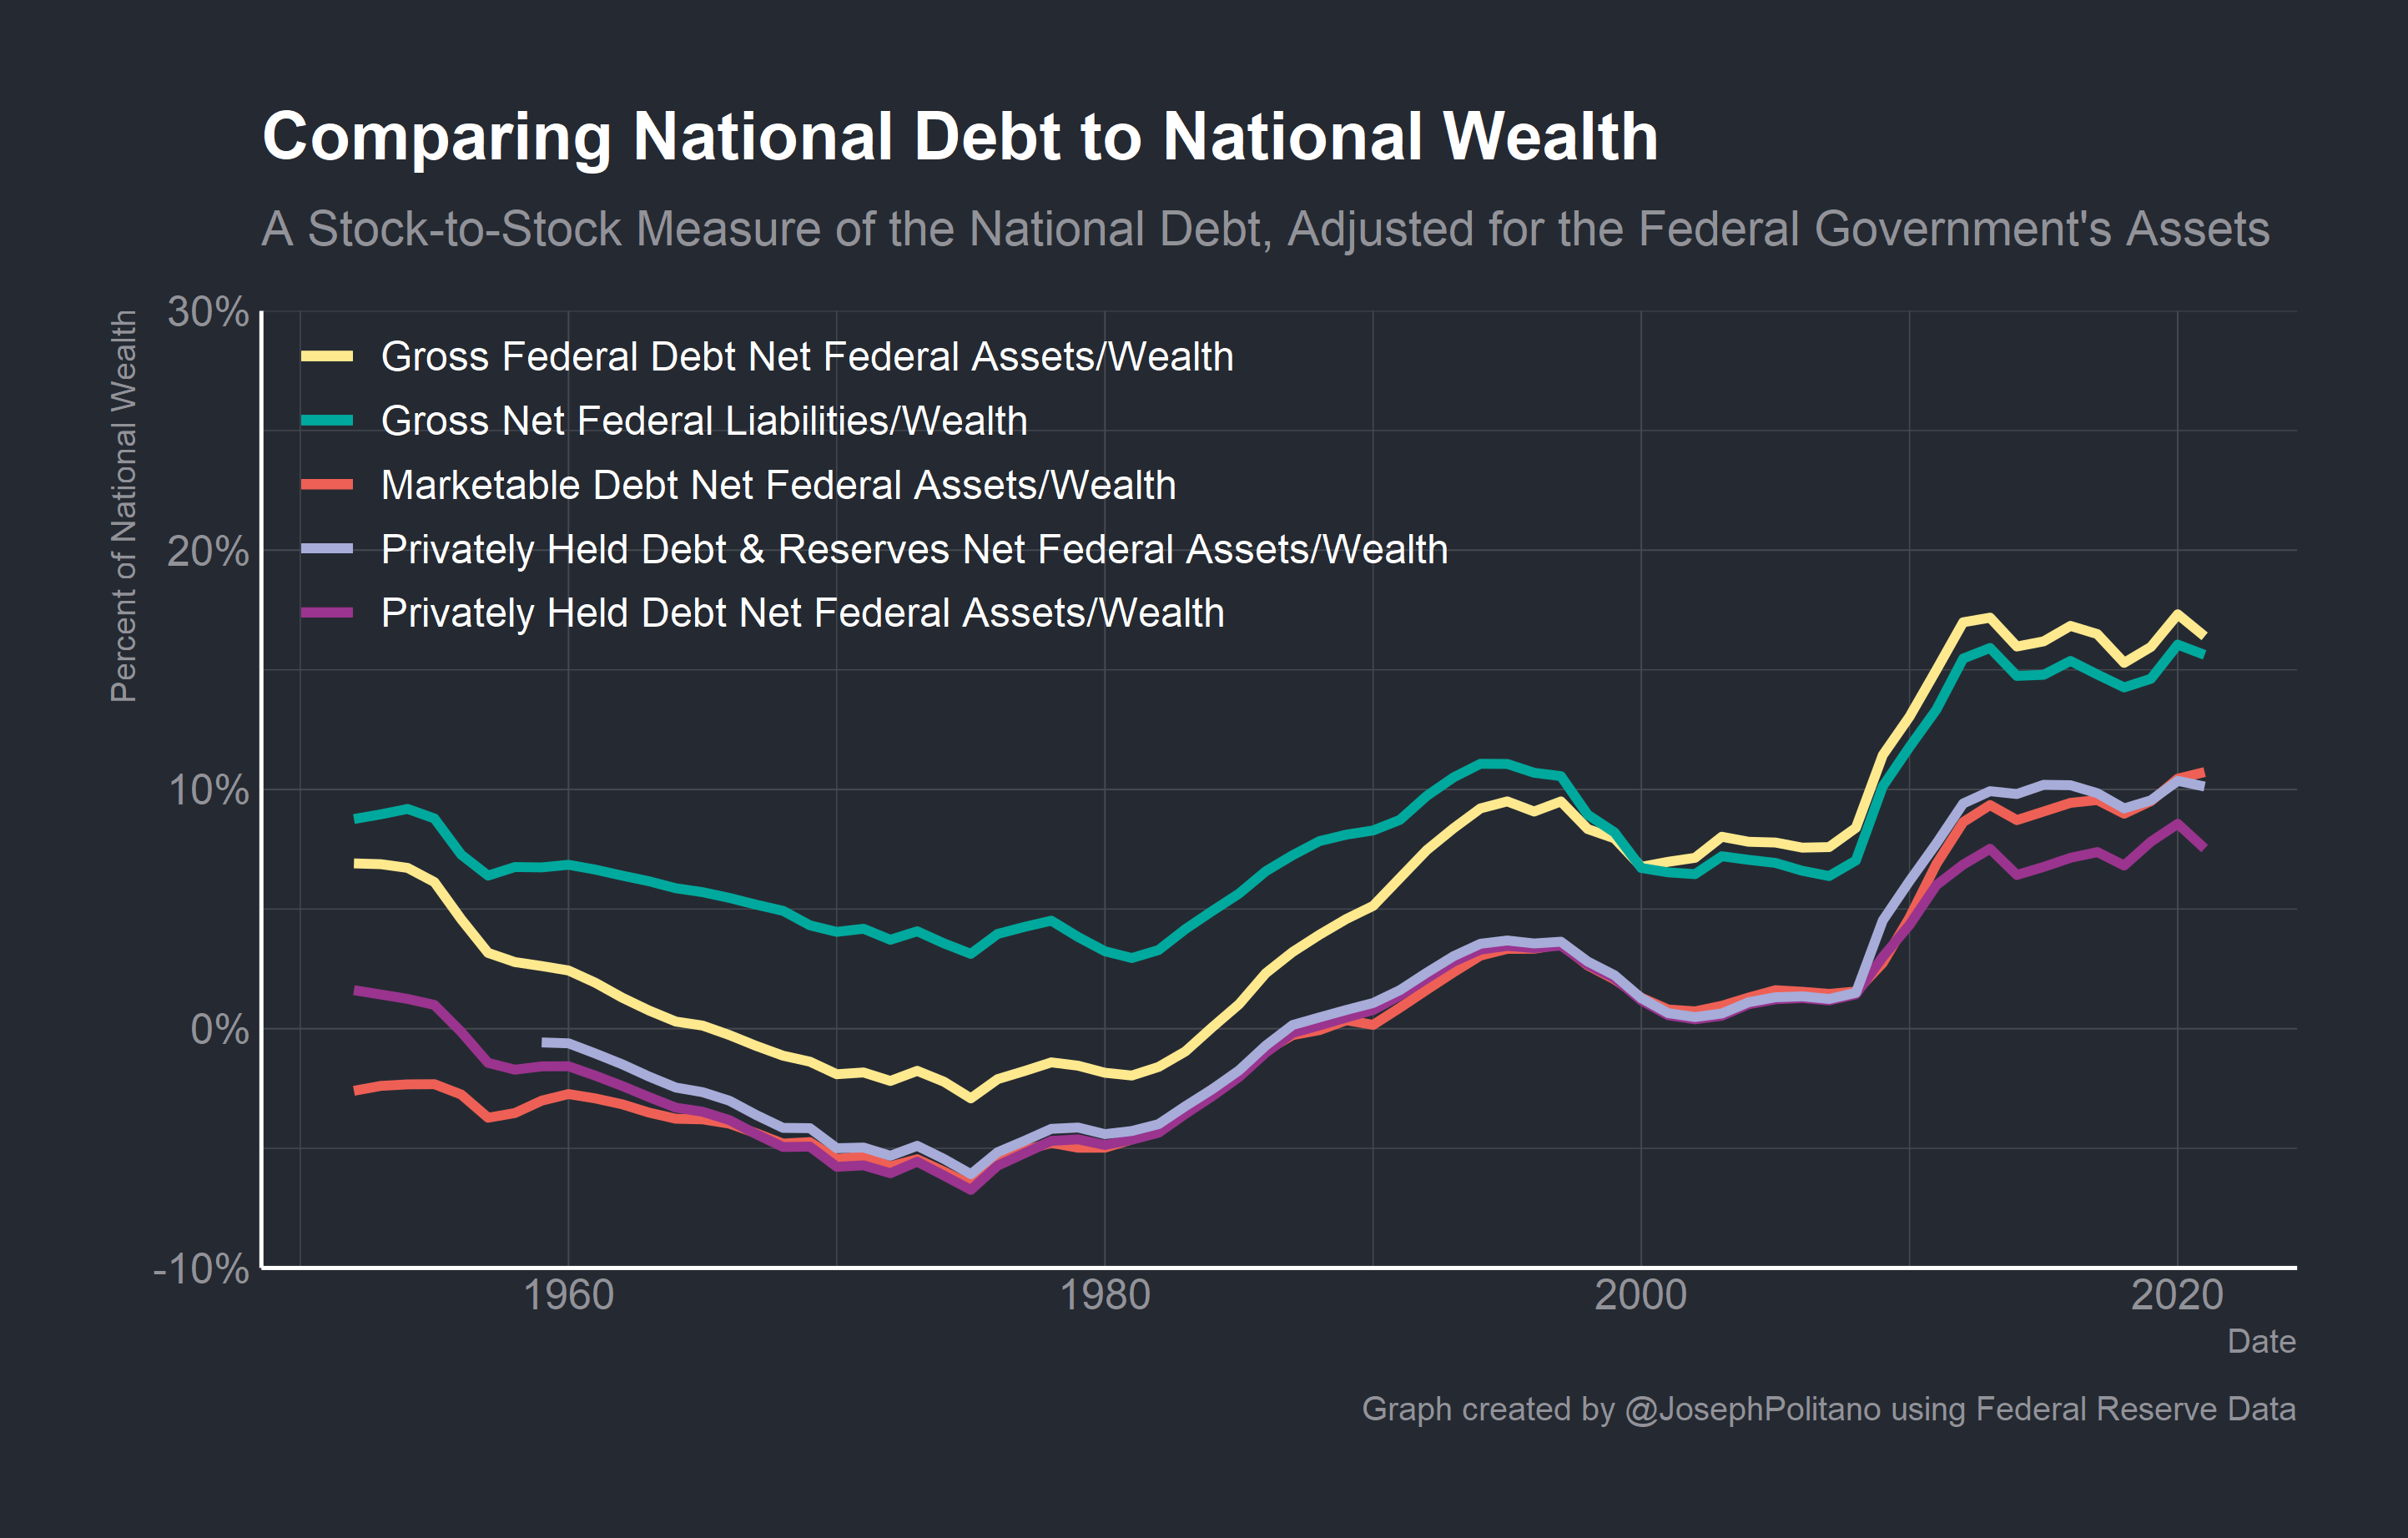 Comparing National Debt to National Wealth
A Stock-to-Stock Measure of the National Debt, Adjusted for the Federal Government's Assets
Percent of National Wealth
30%
20%
10%
0%
-10%
Gross Federal Debt Net Federal Assets/Wealth
Gross Net Federal Liabilities/Wealth
Marketable Debt Net Federal Assets/Wealth
Privately Held Debt & Reserves Net Federal Assets/Wealth
Privately Held Debt Net Federal Assets/Wealth
1960 1980 2000 2020
Date
Graph created by @JosephPolitano using Federal Reserve Data